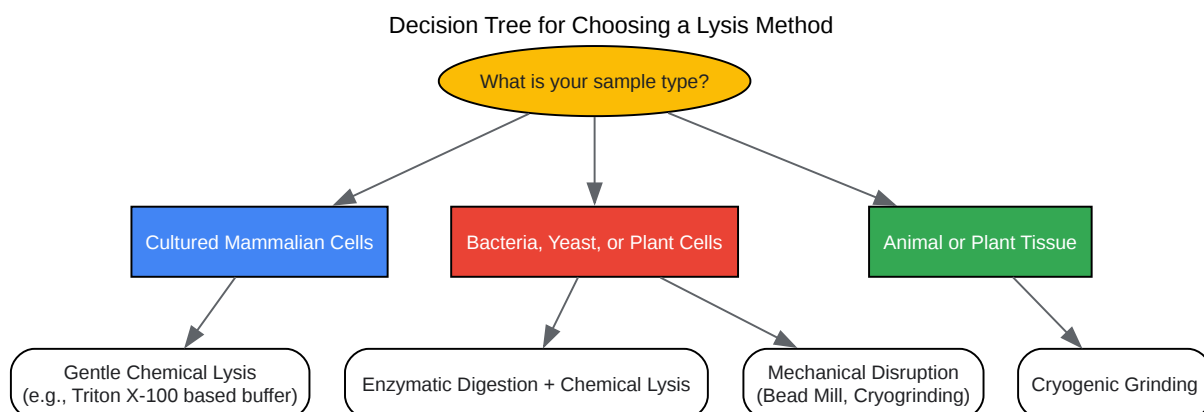 Decision Tree for Choosing a Lysis Method
What is your sample type?
Cultured Mammalian Cells
Bacteria, Yeast, or Plant Cells
Animal or Plant Tissue
Gentle Chemical Lysis
(e.g., Triton X-100 based buffer)
Enzymatic Digestion + Chemical Lysis
Mechanical Disruption
(Bead Mill, Cryogrinding)
Cryogenic Grinding